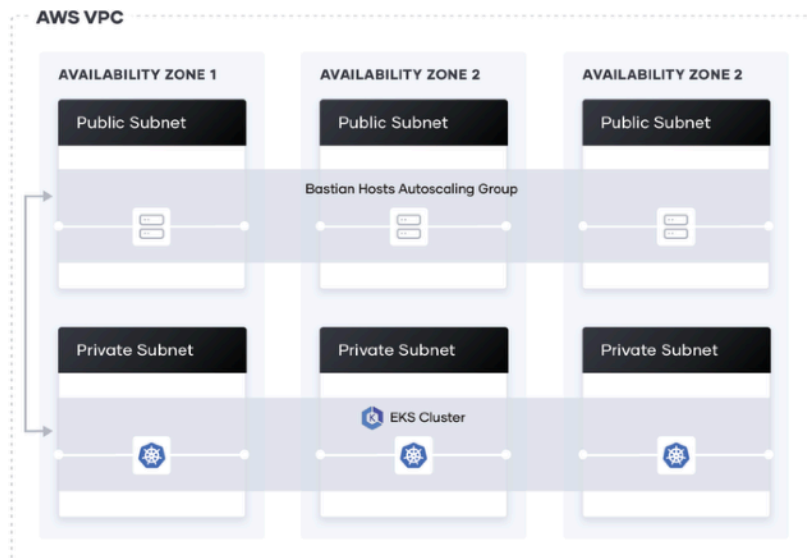 AWS VPC
AVAILABILITY ZONE 1
AVAILABILITY ZONE 2
AVAILABILITY ZONE 2
Public Subnet
Public Subnet
Public Subnet
Bastian Hosts Autoscaling Group
Private Subnet
Private Subnet
Private Subnet
K EKS Cluster